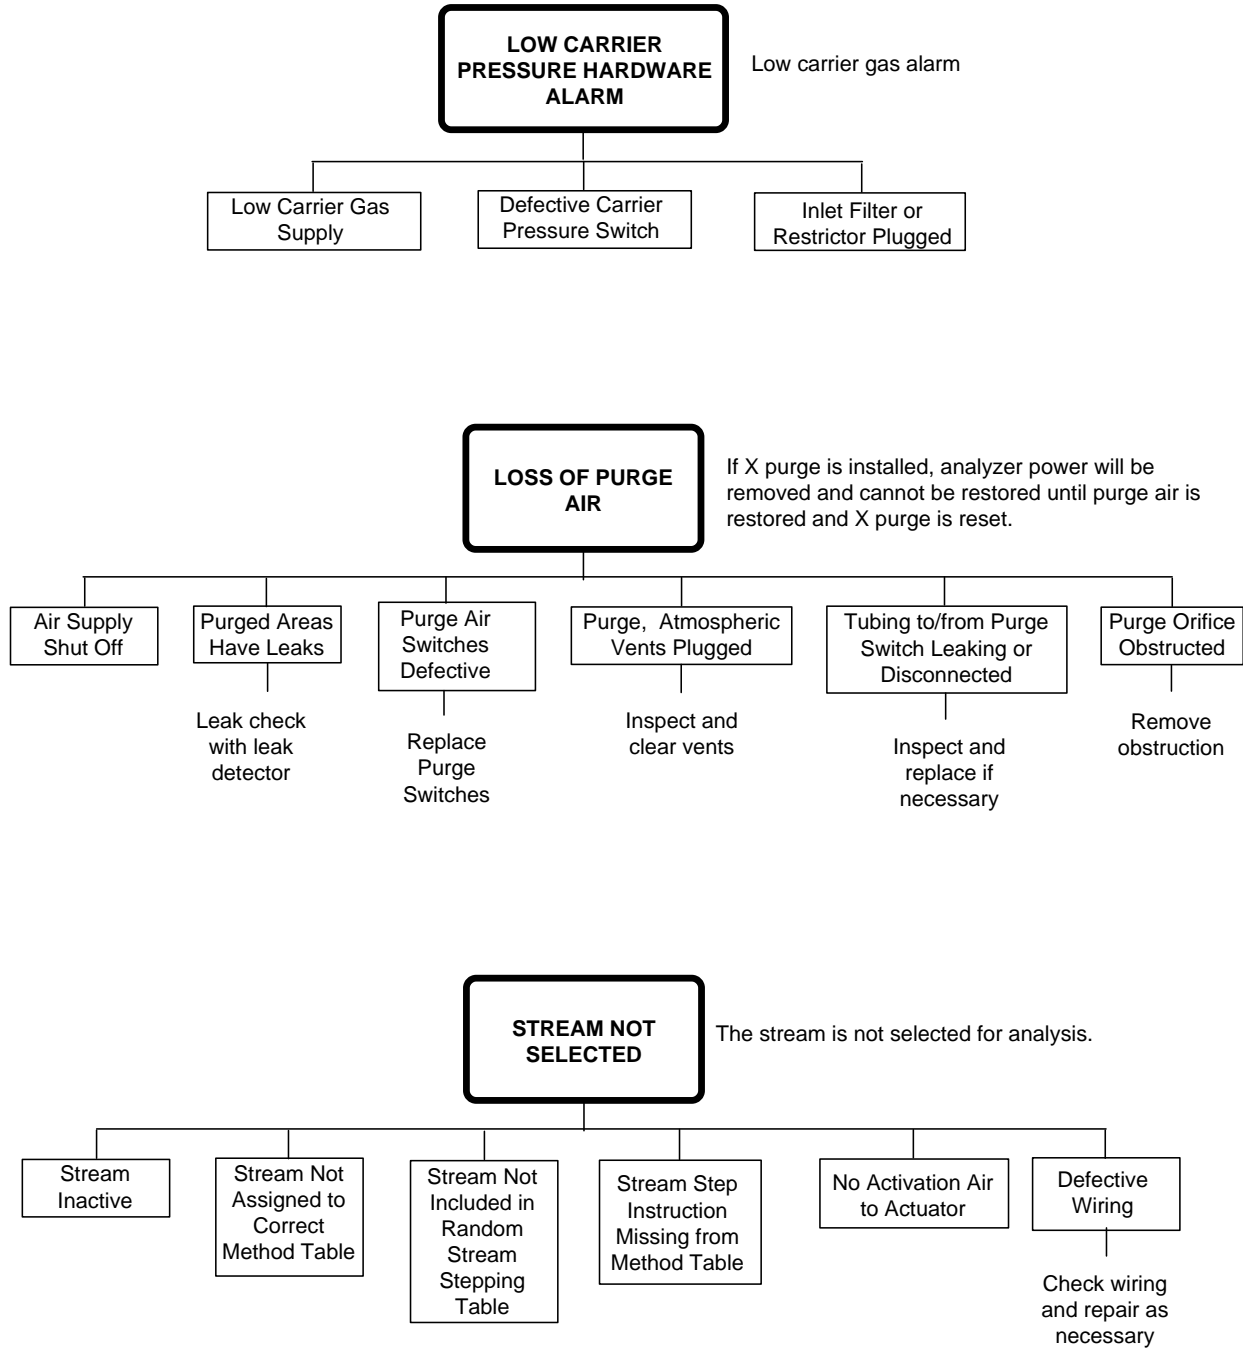 LOW CARRIER
PRESSURE HARDWARE
ALARM
Low carrier gas alarm
Low Carrier Gas
Supply
Defective Carrier
Pressure Switch
Inlet Filter or
Restrictor Plugged
LOSS OF PURGE
AIR
If X purge is installed, analyzer power will be
removed and cannot be restored until purge air is
restored and X purge is reset.
Air Supply
Shut Off
Purged Areas
Have Leaks
Purge Air
Switches
Defective
Purge, Atmospheric
Vents Plugged
Tubing to/from Purge
Switch Leaking or
Disconnected
Purge Orifice
Obstructed
Leak check
with leak
detector
Replace
Purge
Switches
Inspect and
clear vents
Inspect and
replace if
necessary
Remove
obstruction
STREAM NOT
SELECTED
The stream is not selected for analysis.
Stream
Inactive
Stream Not
Assigned to
Correct
Method Table
Stream Not
Included in
Random
Stream
Stepping
Table
Stream Step
Instruction
Missing from
Method Table
No Activation Air
to Actuator
Defective
Wiring
Check wiring
and repair as
necessary